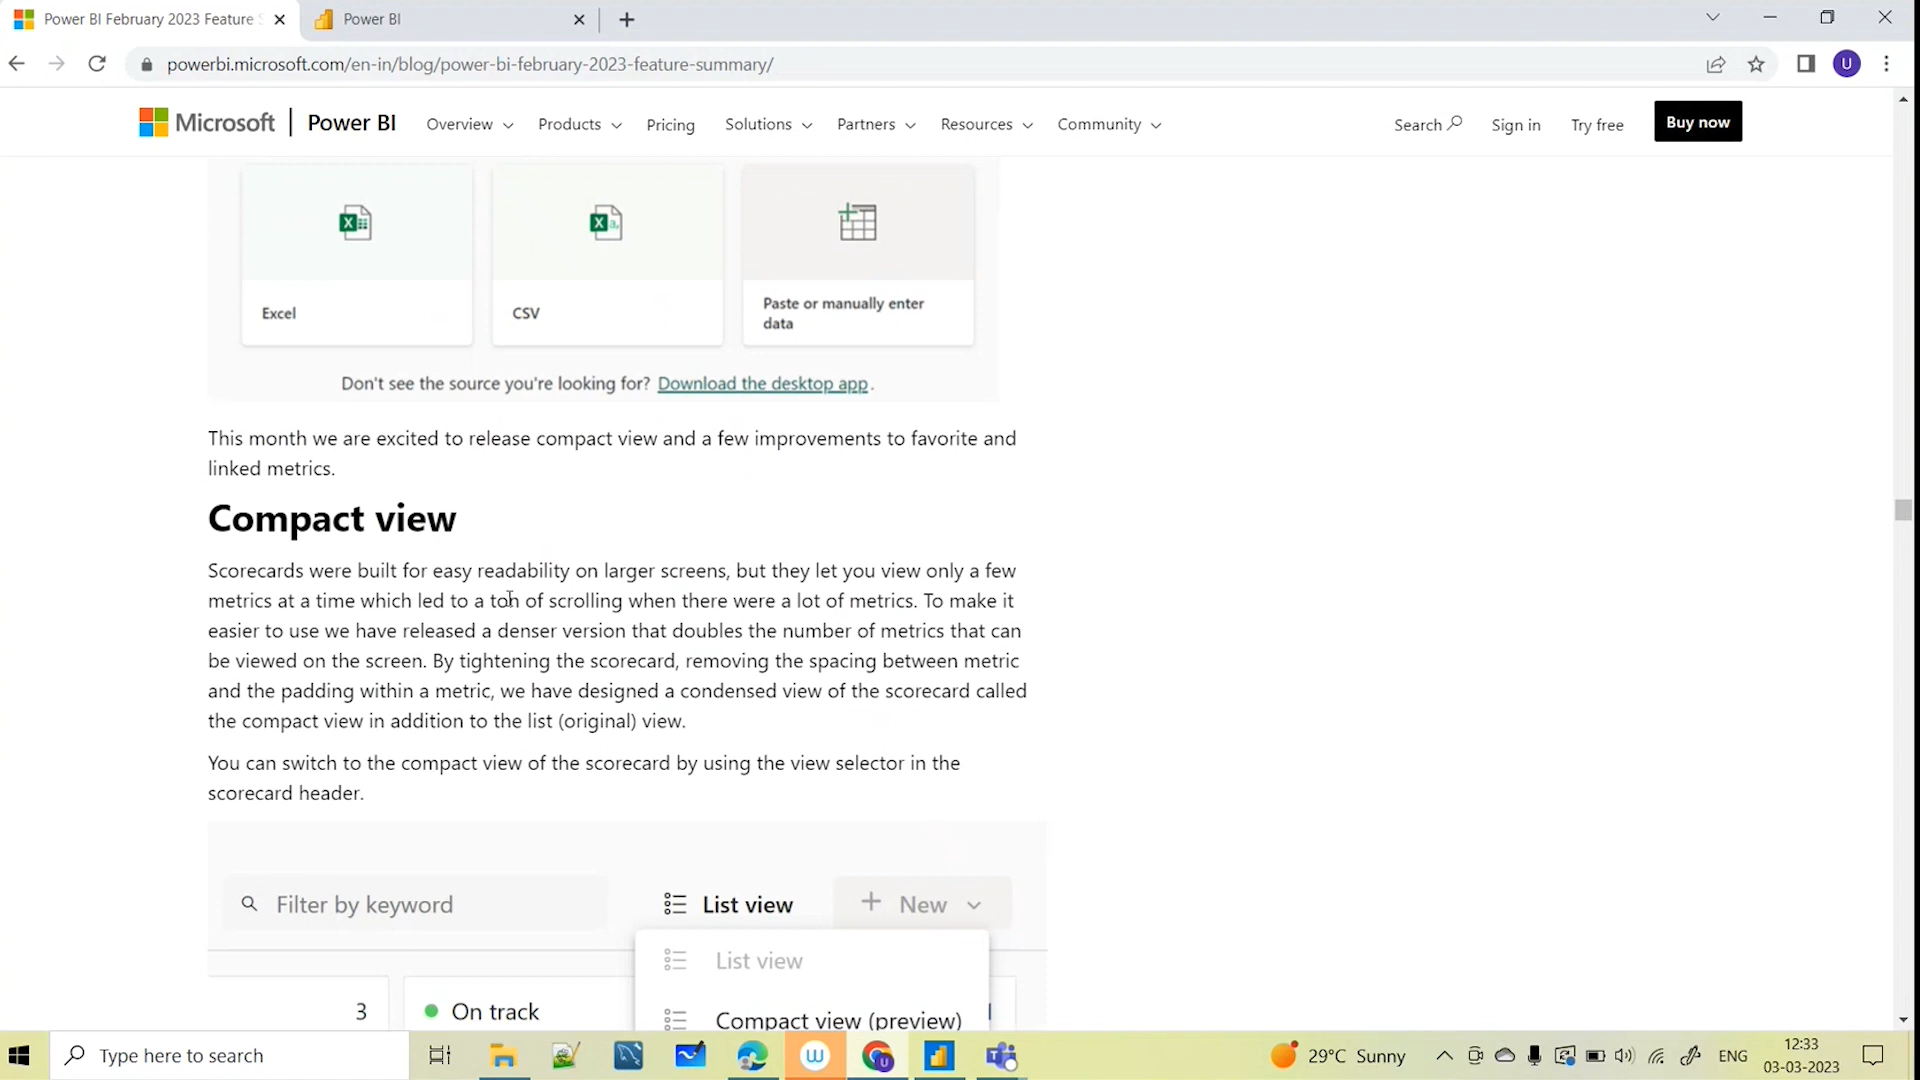 Power BI February 2023 Feature S
Power BI
powerbi.microsoft.com/en-in/blog/power-bi-february-2023-feature-summary/
U
Microsoft | Power BI
Overview
Products
Pricing
Solutions
Partners
Resources
Community
Search
Sign in
Try free
Buy now
Excel
CSV
Paste or manually enter
data
Don't see the source you're looking for? Download the desktop app.
This month we are excited to release compact view and a few improvements to favorite and
linked metrics.
Compact view
Scorecards were built for easy readability on larger screens, but they let you view only a few
metrics at a time which led to a ton of scrolling when there were a lot of metrics. To make it
easier to use we have released a denser version that doubles the number of metrics that can
be viewed on the screen. By tightening the scorecard, removing the spacing between metric
and the padding within a metric, we have designed a condensed view of the scorecard called
the compact view in addition to the list (original) view.
You can switch to the compact view of the scorecard by using the view selector in the
scorecard header.
Filter by keyword
List view
New
List view
3
On track
Compact view (preview)
Type here to search
29°C Sunny
ENG
12:33
03-03-2023